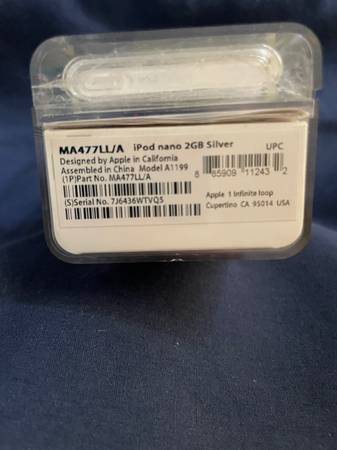 MA477LL/A iPod nano 2GB Silver UPC
Designed by Apple in California
Assembled in China Model A1199
(1P)Part No. MA477LL/A
8 85909 11243 2
(S)Serial No. 7J6436WTVQ5
Apple 1 Infinite loop
Cupertino CA 95014 USA